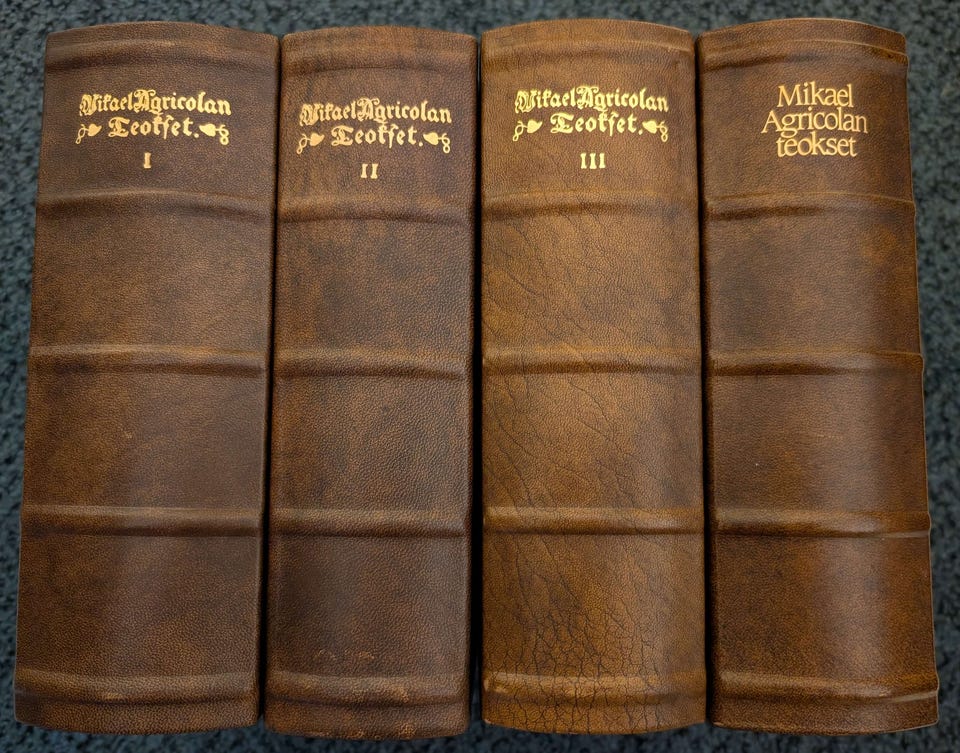 Mikael Agricolan
Teokset.
I
Mikael Agricolan
Teokset.
II
Mikael Agricolan
Teokset.
III
Mikael
Agricolan
teokset